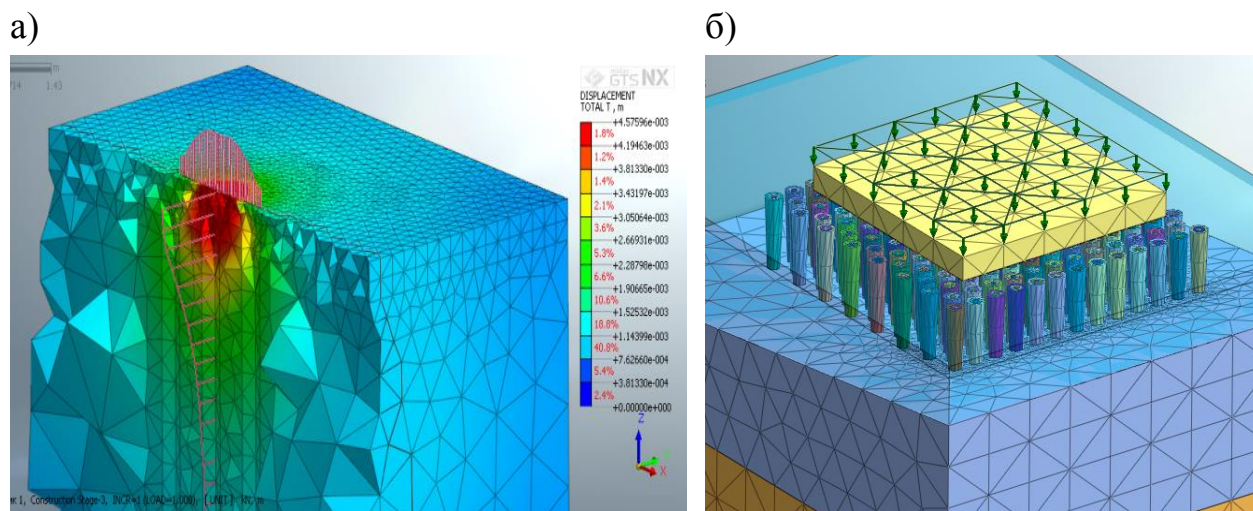 а)
б)
m
1.43
GTS NX
DISPLACEMENT
TOTAL T , m
+4.57596e-003
1.8%
+4.19463e-003
1.2%
+3.81330e-003
1.4%
+3.43197e-003
2.1%
+3.05064e-003
3.6%
+2.66931e-003
5.3%
+2.28798e-003
6.6%
+1.90665e-003
10.6%
+1.52532e-003
18.8%
+1.14399e-003
40.8%
+7.62660e-004
5.4%
+3.81330e-004
2.4%
+0.00000e+000
Z
X
1, Construction Stage-3, INCR=1 (LOAD=1.000), [UNIT] kN, m